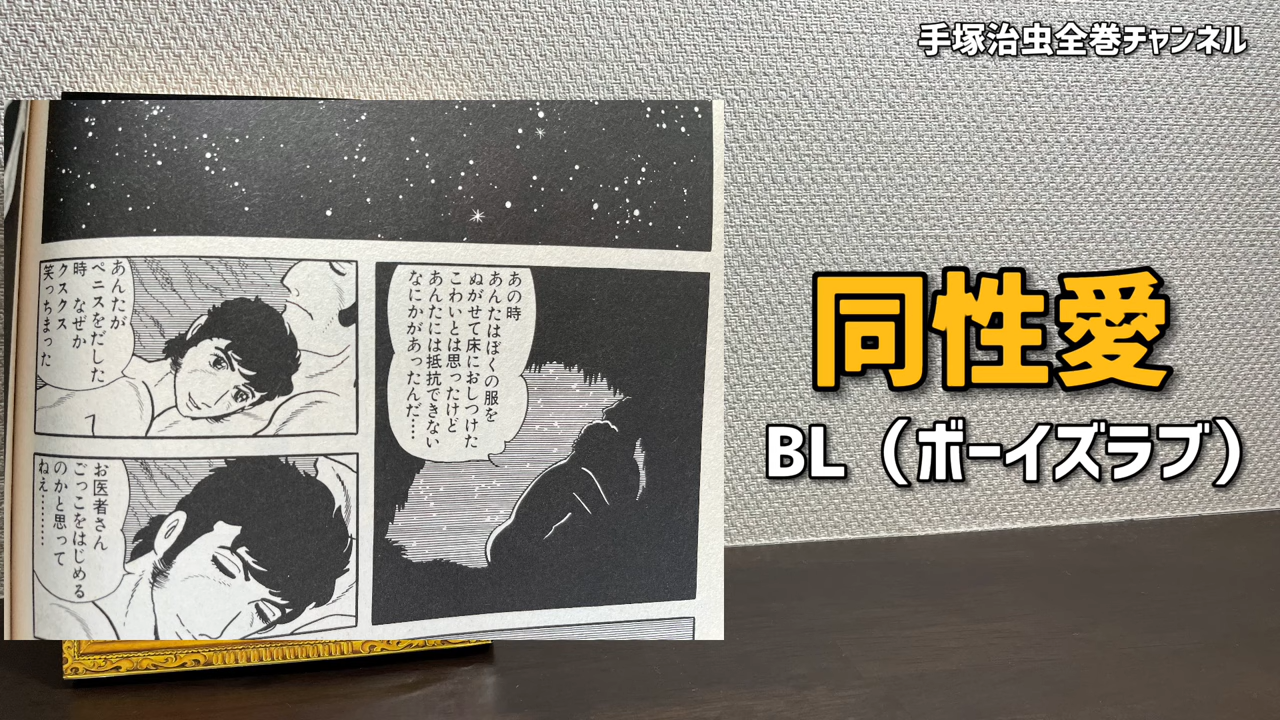 手塚治虫全巻チャンネル
あの時
あんたはぼくの服を
ぬがせて床におしつけた
こわいとは思ったけど
あんたには抵抗できない
なにかがあったんだ……
あんたが
ペニスをだした
時 なぜか
クスクス
笑っちまった
お医者さん
ごっこをはじめる
のかと思って
ねえ………
同性愛
BL（ボーイズラブ）